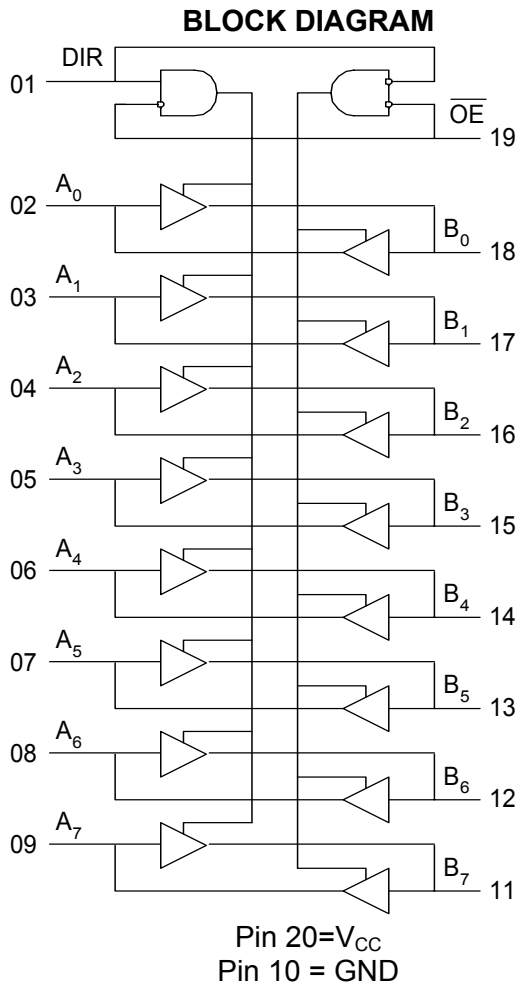 BLOCK DIAGRAM
DIR
01
OE
19
A0
02
B0
18
A1
03
B1
17
A2
04
B2
16
A3
05
B3
15
A4
06
B4
14
A5
07
B5
13
A6
08
B6
12
A7
09
B7
11
Pin 20=VCC
Pin 10 = GND